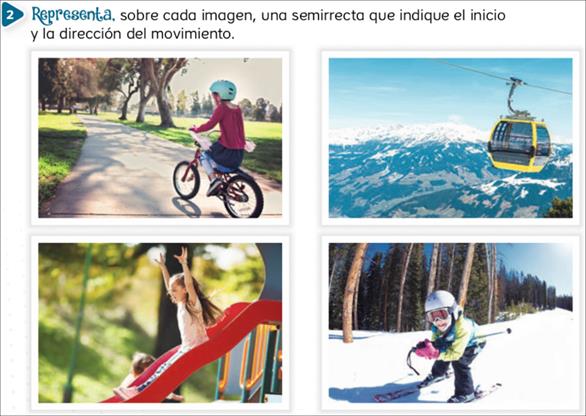 2 Representa, sobre cada imagen, una semirrecta que indique el inicio
y la dirección del movimiento.